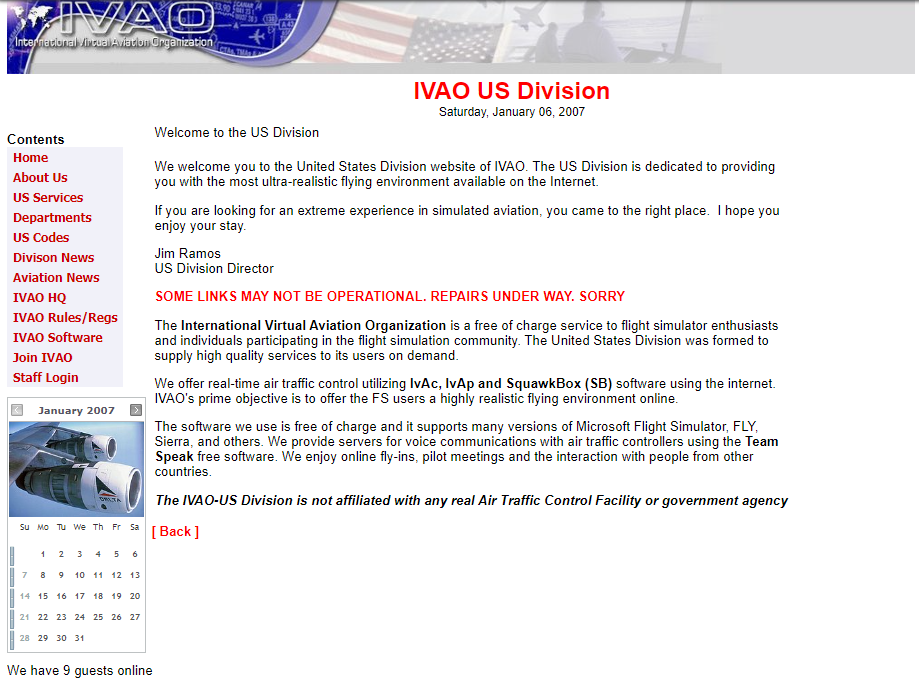 IVAO
International Virtual Aviation Organization
IVAO US Division
Saturday, January 06, 2007
Contents
Home
About Us
US Services
Departments
US Codes
Divison News
Aviation News
IVAO HQ
IVAO Rules/Regs
IVAO Software
Join IVAO
Staff Login
January 2007
DELTA
Su Mo Tu We Th Fr Sa
1 2 3 4 5 6
7 8 9 10 11 12 13
14 15 16 17 18 19 20
21 22 23 24 25 26 27
28 29 30 31
We have 9 guests online
Welcome to the US Division
We welcome you to the United States Division website of IVAO. The US Division is dedicated to providing
you with the most ultra-realistic flying environment available on the Internet.
If you are looking for an extreme experience in simulated aviation, you came to the right place. I hope you
enjoy your stay.
Jim Ramos
US Division Director
SOME LINKS MAY NOT BE OPERATIONAL. REPAIRS UNDER WAY. SORRY
The International Virtual Aviation Organization is a free of charge service to flight simulator enthusiasts
and individuals participating in the flight simulation community. The United States Division was formed to
supply high quality services to its users on demand.
We offer real-time air traffic control utilizing IvAc, IvAp and SquawkBox (SB) software using the internet.
IVAO's prime objective is to offer the FS users a highly realistic flying environment online.
The software we use is free of charge and it supports many versions of Microsoft Flight Simulator, FLY,
Sierra, and others. We provide servers for voice communications with air traffic controllers using the Team
Speak free software. We enjoy online fly-ins, pilot meetings and the interaction with people from other
countries.
The IVAO-US Division is not affiliated with any real Air Traffic Control Facility or government agency
[ Back ]